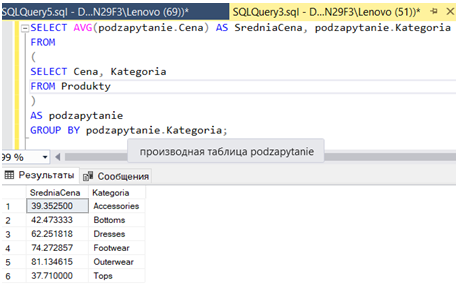 SQLQuery5.sql - D...N29F3\Lenovo (69))*
SQLQuery3.sql - D...N29F3\Lenovo (51))*
SELECT AVG(podzapytanie.Cena) AS SredniaCena, podzapytanie.Kategoria
FROM
(
SELECT Cena, Kategoria
FROM Produkty
)
AS podzapytanie
GROUP BY podzapytanie.Kategoria;
производная таблица podzapytanie
99 %
Результаты Сообщения
SredniaCena Kategoria
1 39.352500 Accessories
2 42.473333 Bottoms
3 62.251818 Dresses
4 74.272857 Footwear
5 81.134615 Outerwear
6 37.710000 Tops